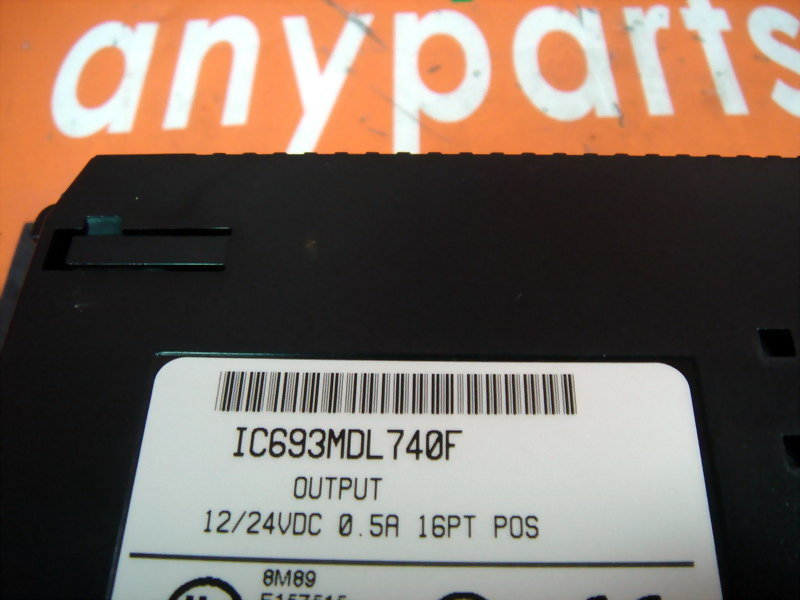 anyparts
IC693MDL740F
OUTPUT
12/24VDC 0.5A 16PT POS
8M89